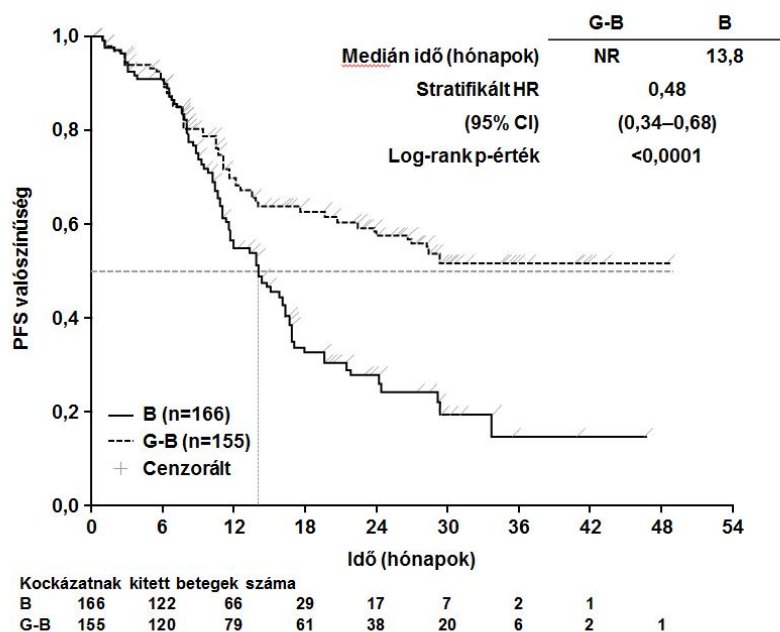 G-B B
Medián idő (hónapok) NR 13,8
Stratifikált HR 0,48
(95% CI) (0,34–0,68)
Log-rank p-érték <0,0001
PFS valószínűség
1,0
0,8
0,6
0,4
0,2
0,0
B (n=166)
G-B (n=155)
Cenzorált
0 6 12 18 24 30 36 42 48 54
Idő (hónapok)
Kockázatnak kitett betegek száma
B 166 122 66 29 17 7 2 1
G-B 155 120 79 61 38 20 6 2 1